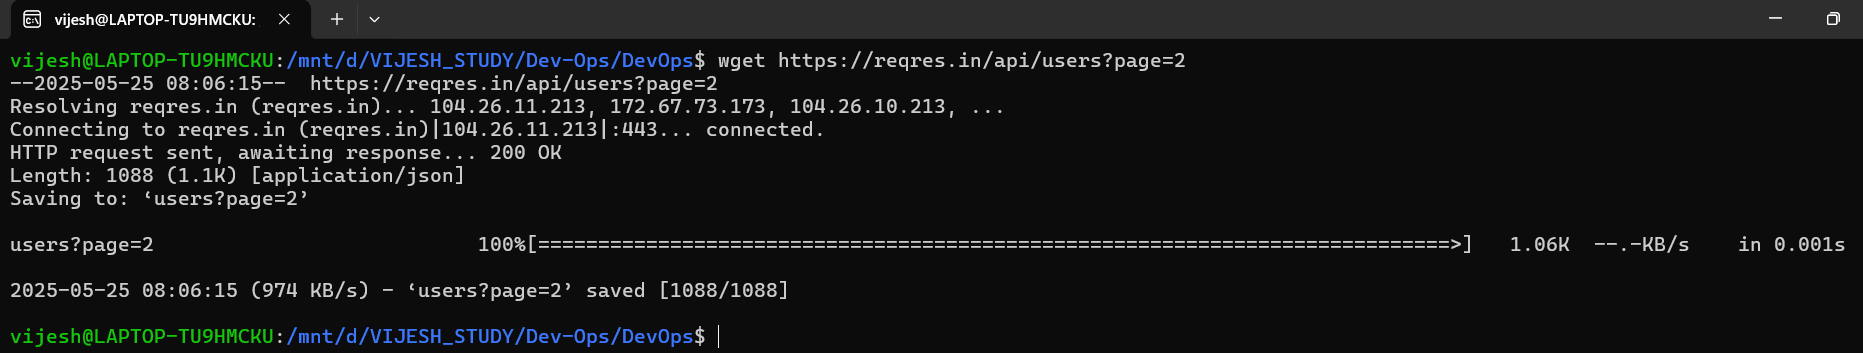 vijesh@LAPTOP-TU9HMCKU:
vijesh@LAPTOP-TU9HMCKU:/mnt/d/VIJESH_STUDY/Dev-Ops/DevOps$ wget https://reqres.in/api/users?page=2
--2025-05-25 08:06:15--  https://reqres.in/api/users?page=2
Resolving reqres.in (reqres.in)... 104.26.11.213, 172.67.73.173, 104.26.10.213, ...
Connecting to reqres.in (reqres.in)|104.26.11.213|:443... connected.
HTTP request sent, awaiting response... 200 OK
Length: 1088 (1.1K) [application/json]
Saving to: ‘users?page=2’
users?page=2                           100%[============================================================================>]   1.06K  --.-KB/s    in 0.001s
2025-05-25 08:06:15 (974 KB/s) - ‘users?page=2’ saved [1088/1088]
vijesh@LAPTOP-TU9HMCKU:/mnt/d/VIJESH_STUDY/Dev-Ops/DevOps$